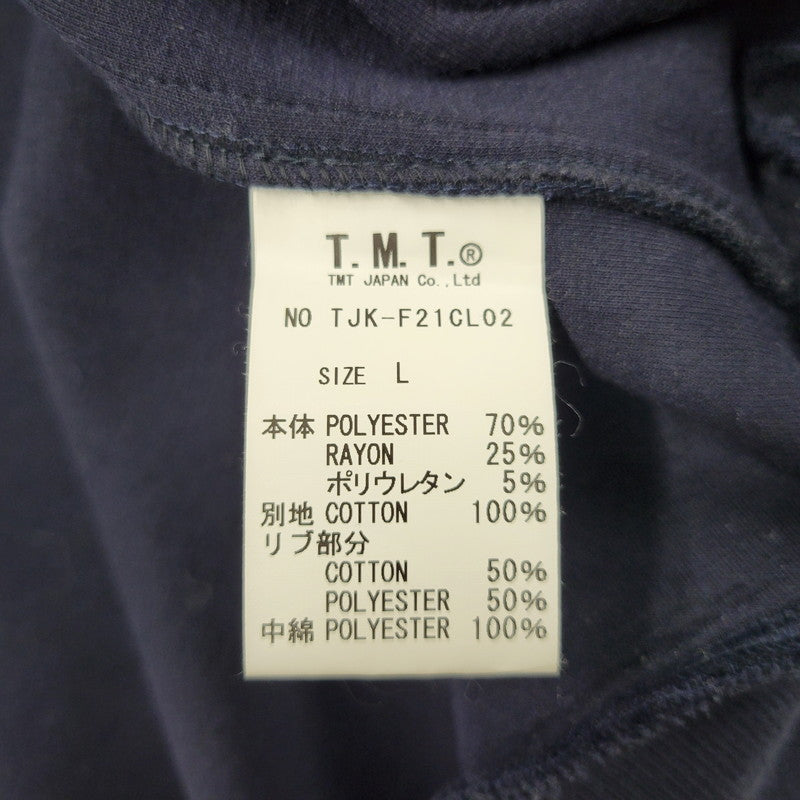 T.M.T.®
TMT JAPAN Co.,Ltd
NO TJK-F21CL02
SIZE L
本体 POLYESTER 70%
RAYON 25%
ポリウレタン 5%
別地 COTTON 100%
リブ部分
COTTON 50%
POLYESTER 50%
中綿 POLYESTER 100%